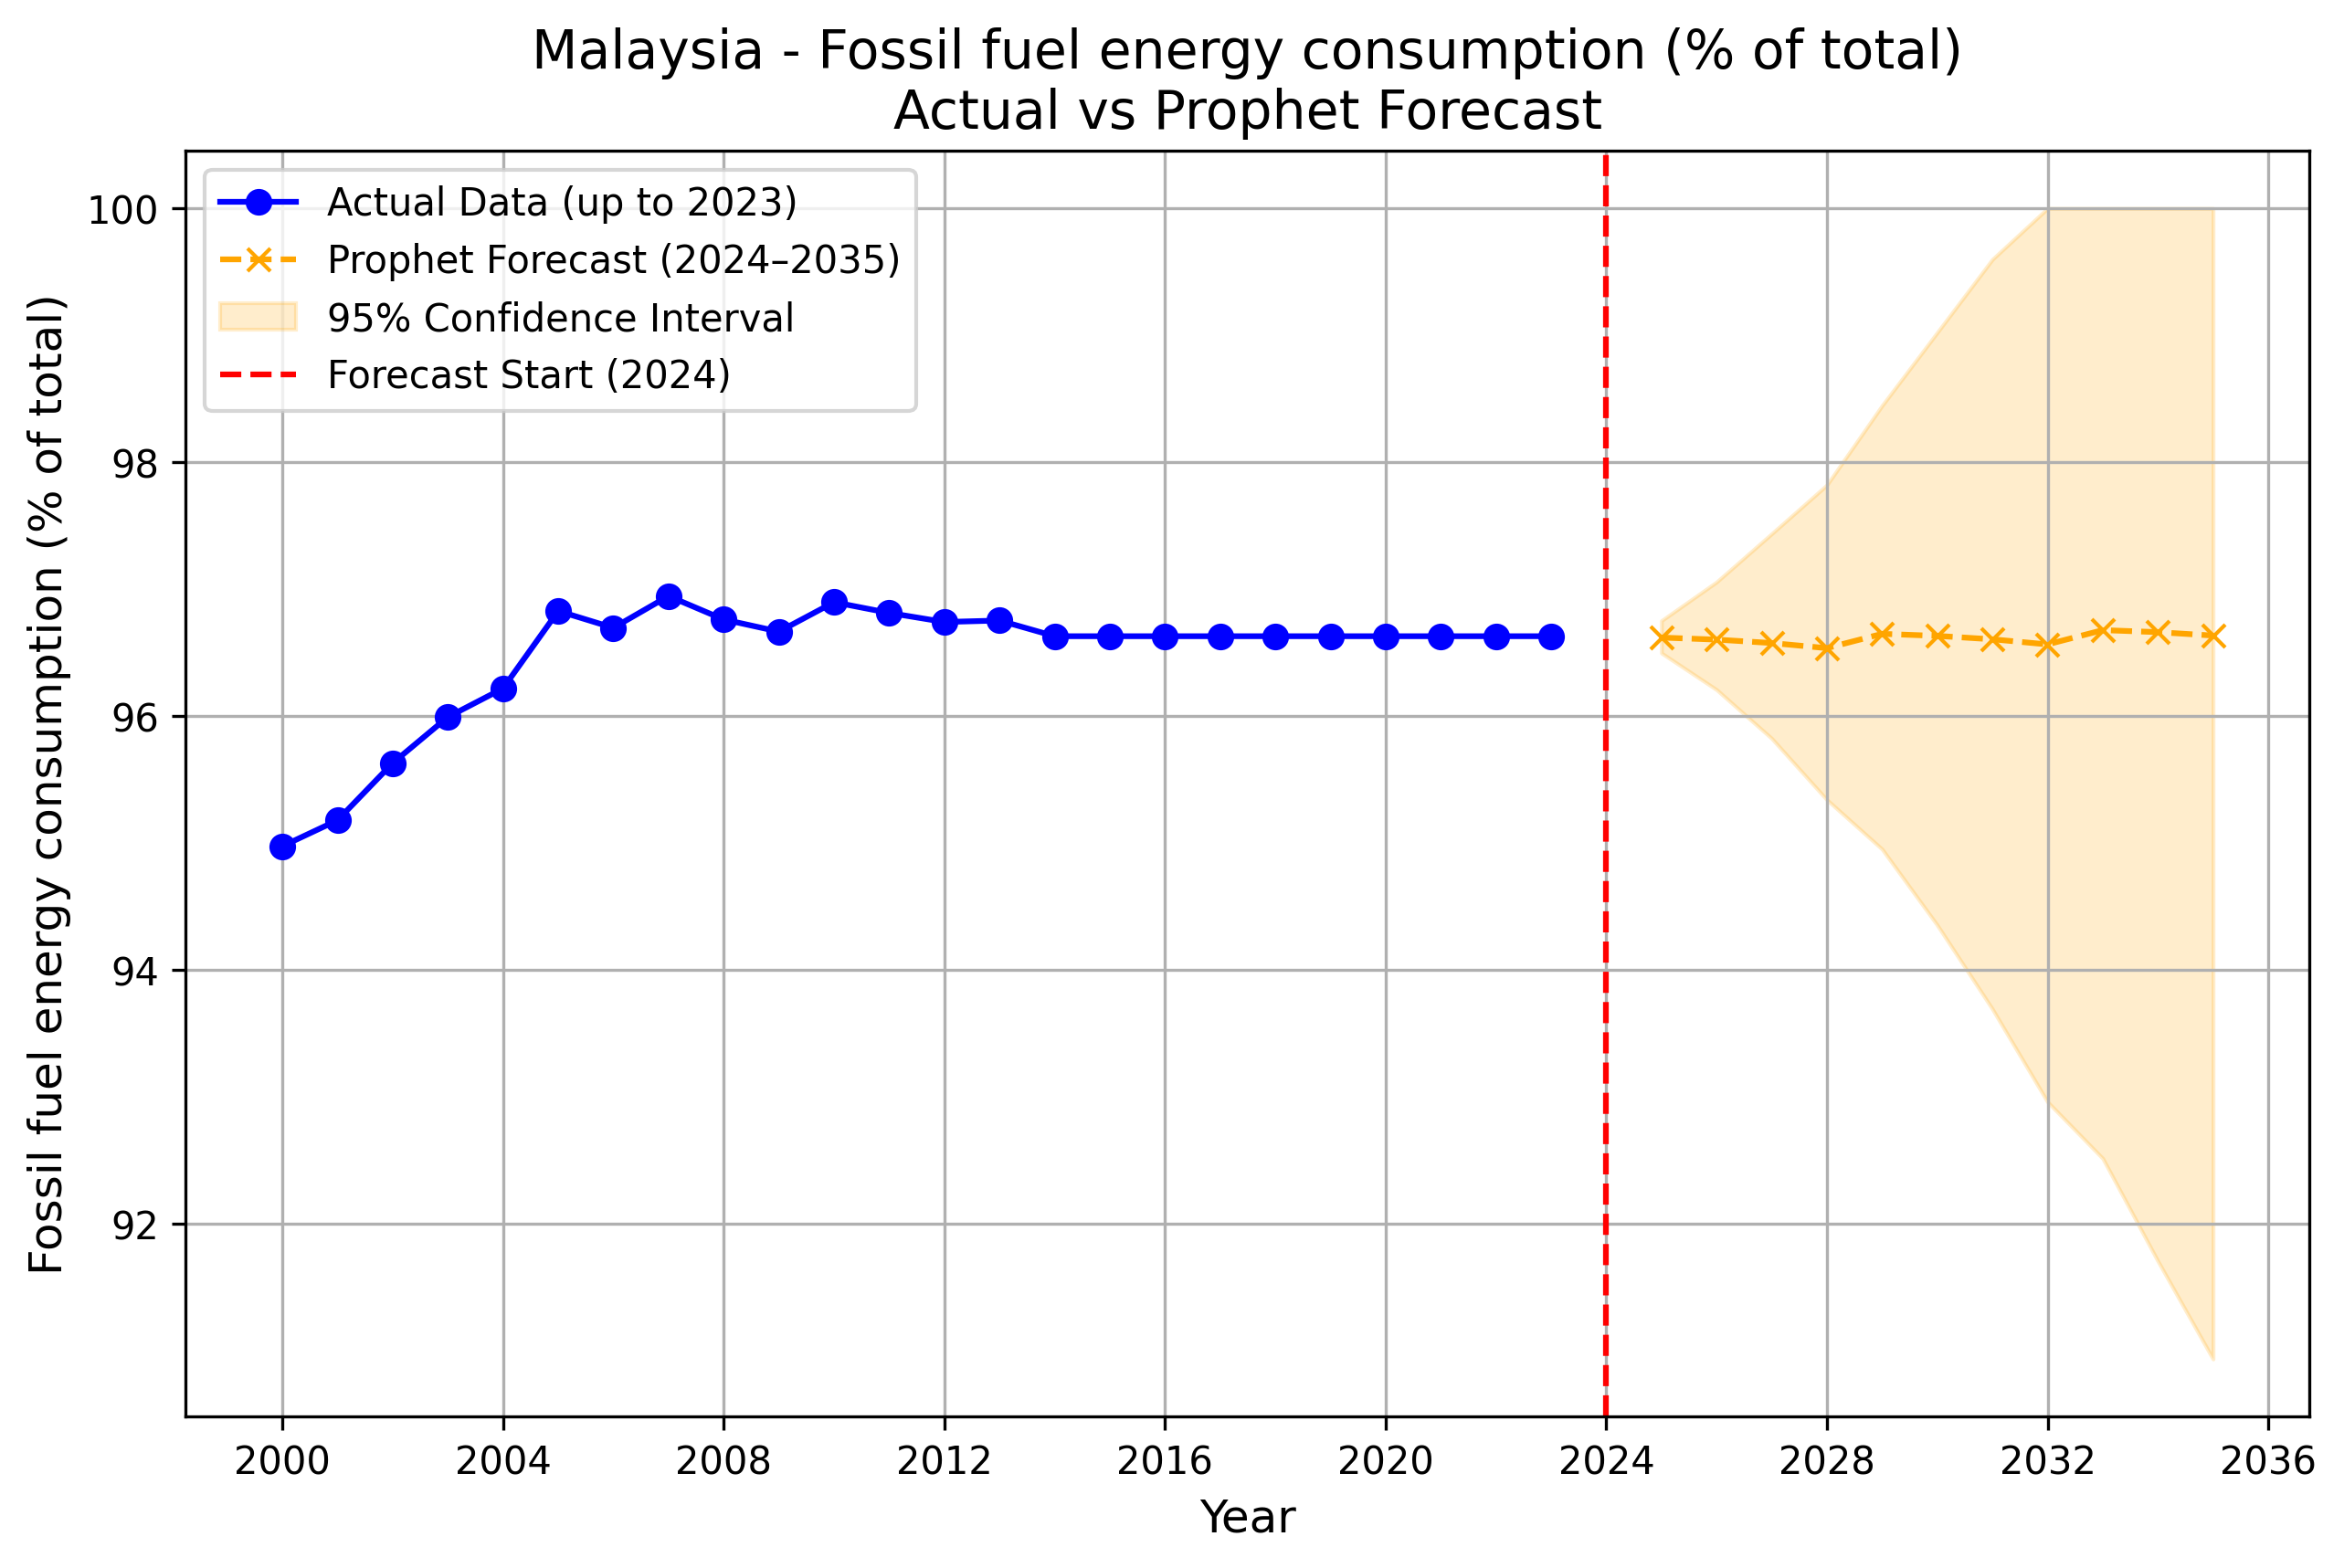 Malaysia - Fossil fuel energy consumption (% of total)
Actual vs Prophet Forecast
Actual Data (up to 2023)
Prophet Forecast (2024–2035)
95% Confidence Interval
Forecast Start (2024)
Fossil fuel energy consumption (% of total)
100
98
96
94
92
2000 2004 2008 2012 2016 2020 2024 2028 2032 2036
Year